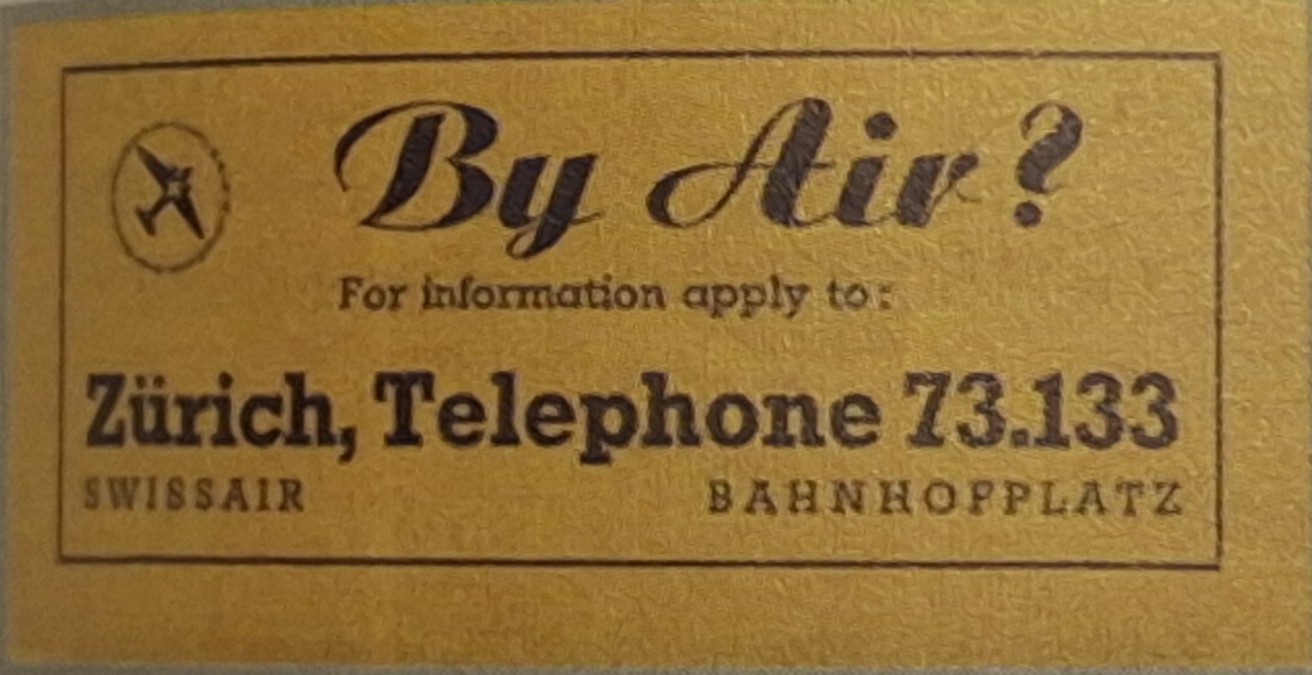 By Air?
For information apply to:
Zürich, Telephone 73.133
SWISSAIR BAHNHOFPLATZ